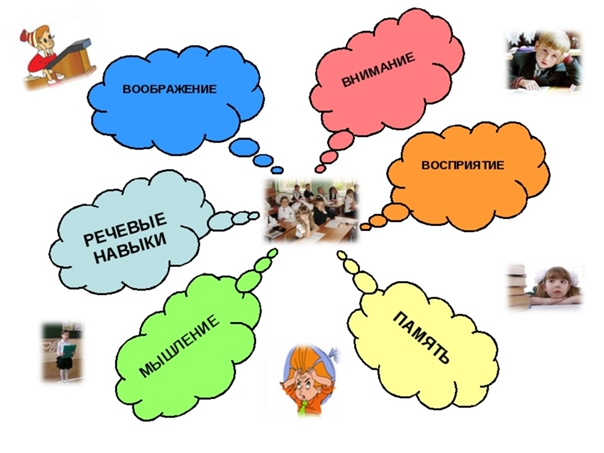 ВООБРАЖЕНИЕ
ВНИМАНИЕ
ВОСПРИЯТИЕ
РЕЧЕВЫЕ
НАВЫКИ
МЫШЛЕНИЕ
ПАМЯТЬ